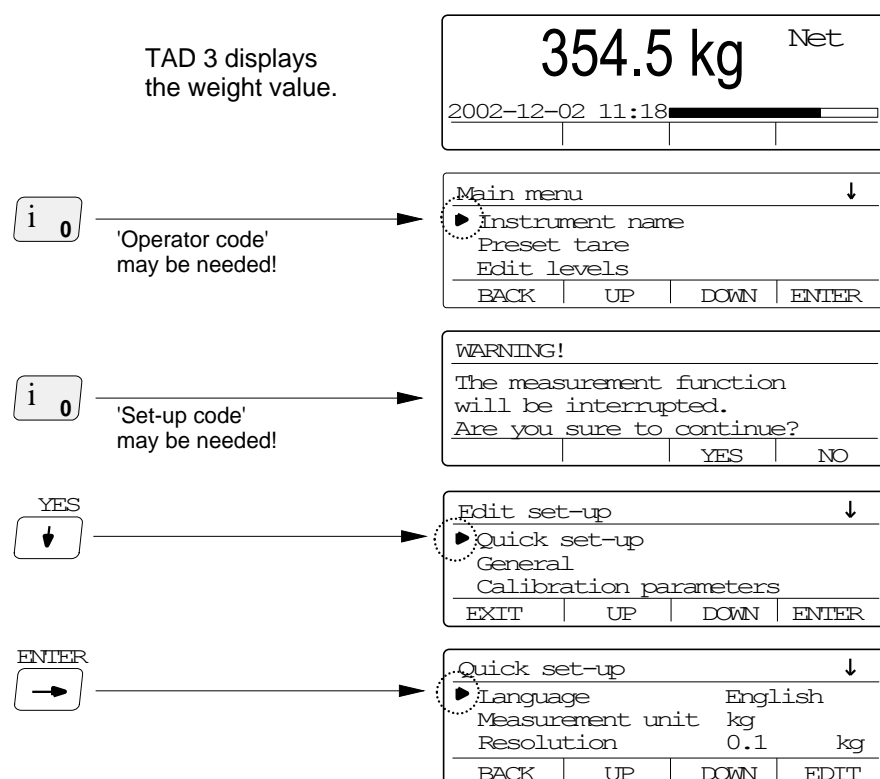 TAD 3 displays
the weight value.
354.5 kg Net
2002-12-02 11:18
i 0
'Operator code'
may be needed!
Main menu ↓
Instrument name
Preset tare
Edit levels
BACK UP DOWN ENTER
i 0
'Set-up code'
may be needed!
WARNING!
The measurement function
will be interrupted.
Are you sure to continue?
YES NO
YES
Edit set-up ↓
Quick set-up
General
Calibration parameters
EXIT UP DOWN ENTER
ENTER
Quick set-up ↓
Language English
Measurement unit kg
Resolution 0.1 kg
BACK UP DOWN EDIT